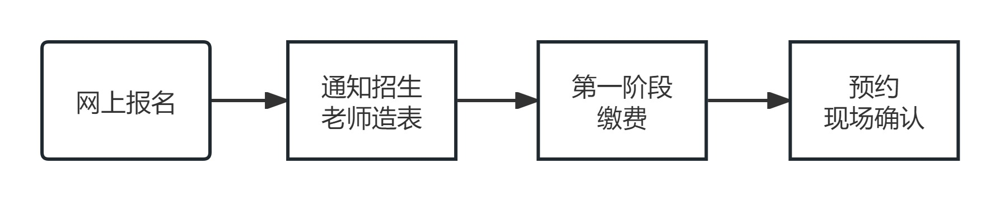 网上报名
通知招生
老师造表
第一阶段
缴费
预约
现场确认